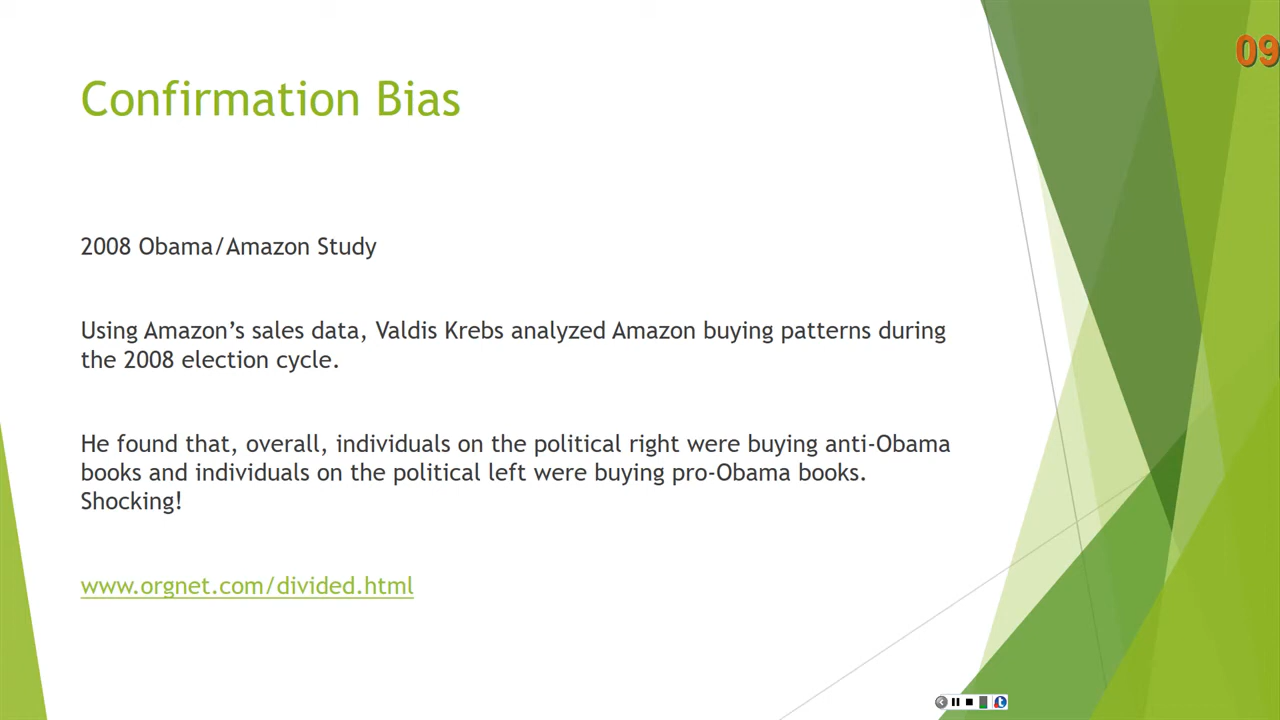 09
Confirmation Bias
2008 Obama/Amazon Study
Using Amazon’s sales data, Valdis Krebs analyzed Amazon buying patterns during
the 2008 election cycle.
He found that, overall, individuals on the political right were buying anti-Obama
books and individuals on the political left were buying pro-Obama books.
Shocking!
www.orgnet.com/divided.html